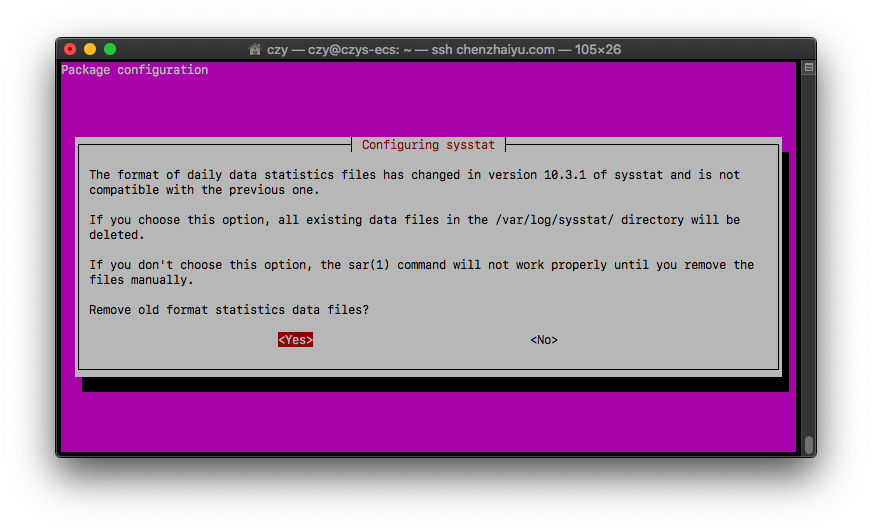 czy — czy@czys-ecs: ~ — ssh chenzhaiyu.com — 105×26
Package configuration
Configuring sysstat
The format of daily data statistics files has changed in version 10.3.1 of sysstat and is not
compatible with the previous one.
If you choose this option, all existing data files in the /var/log/sysstat/ directory will be
deleted.
If you don't choose this option, the sar(1) command will not work properly until you remove the
files manually.
Remove old format statistics data files?
<Yes> <No>